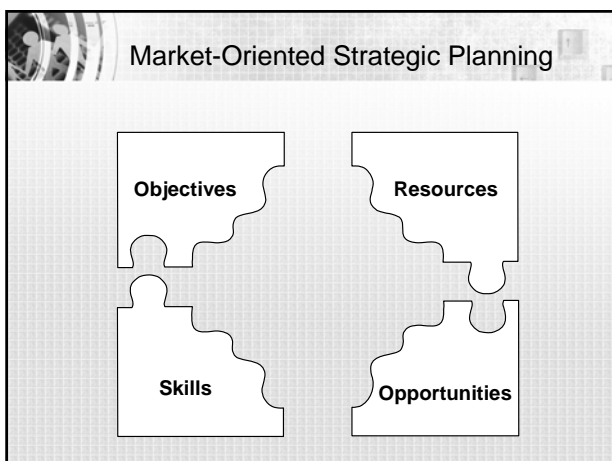 Market-Oriented Strategic Planning
Objectives
Resources
Skills
Opportunities